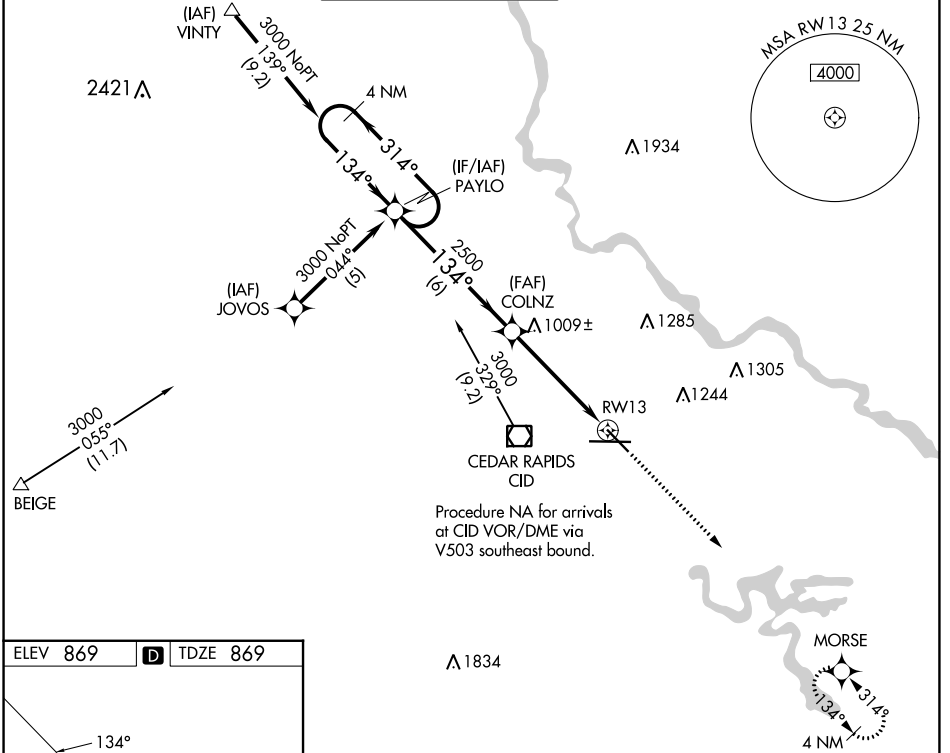 (IAF)
VINTY
3000 NoPT
139°
(9.2)
MSA RW13 25 NM
4000
2421
4 NM
1934
314°
134°
(IF/IAF)
PAYLO
3000 NoPT
044°
(5)
2500
134°
(6)
(IAF)
JOVOS
(FAF)
COLNZ
1009±
1285
3000
329°
(9.2)
1305
1244
RW13
3000
055°
(11.7)
BEIGE
CEDAR RAPIDS
CID
Procedure NA for arrivals
at CID VOR/DME via
V503 southeast bound.
ELEV 869 D TDZE 869
1834
MORSE
134°
314°
4 NM
134°